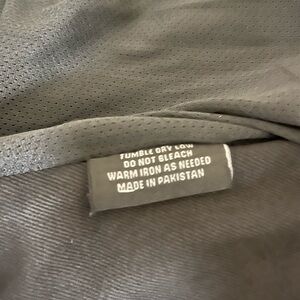 TUMBLE DRY LOW
DO NOT BLEACH
WARM IRON AS NEEDED
MADE IN PAKISTAN